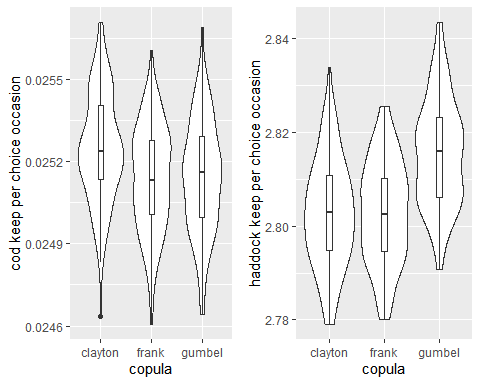 cod keep per choice occasion
0.0255
0.0252
0.0249
0.0246
clayton frank gumbel
copula
haddock keep per choice occasion
2.84
2.82
2.80
2.78
clayton frank gumbel
copula